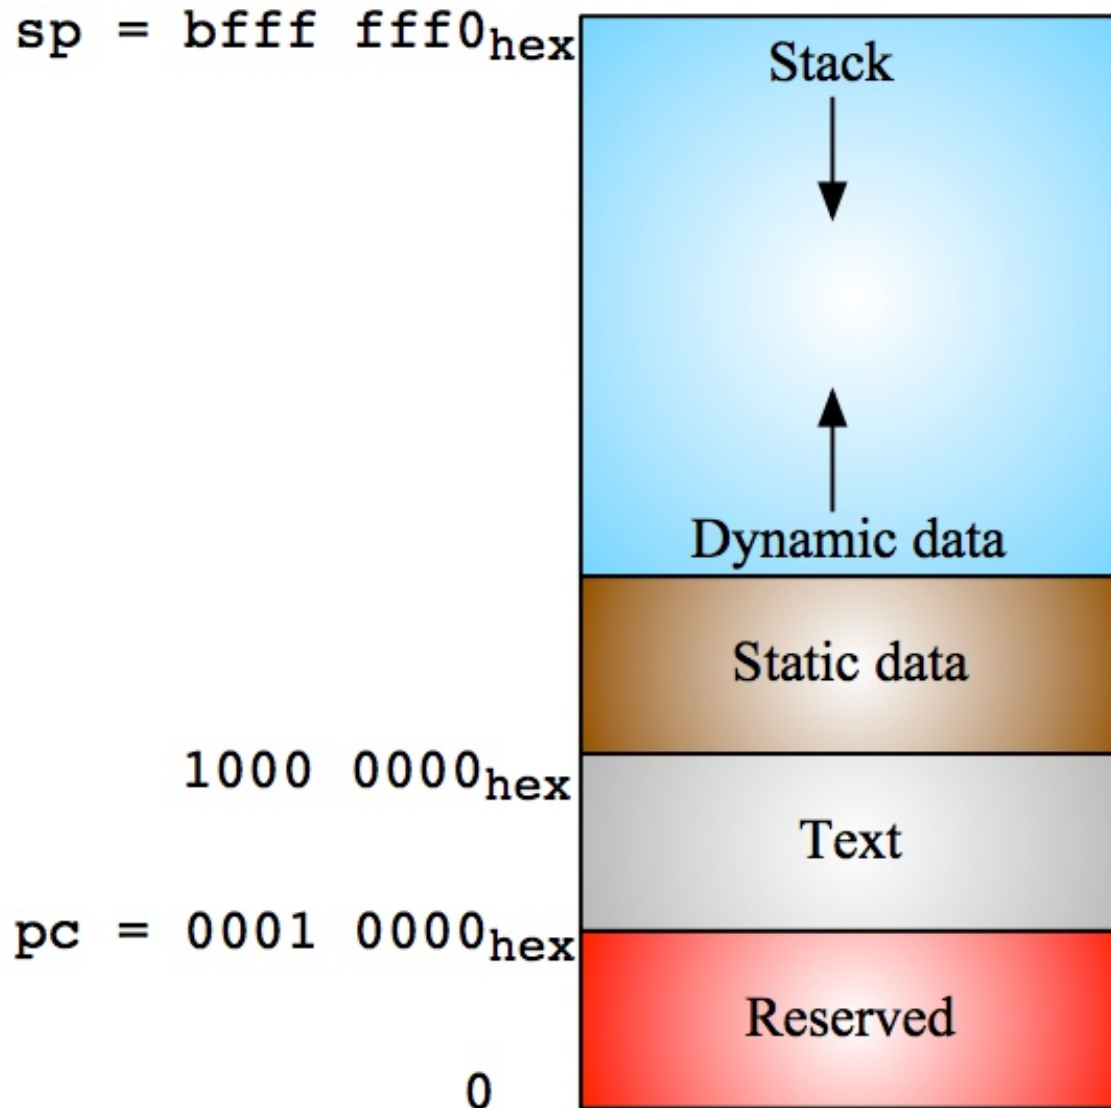 sp = bfff fff0hex
Stack
Dynamic data
Static data
1000 0000hex
Text
pc = 0001 0000hex
Reserved
0